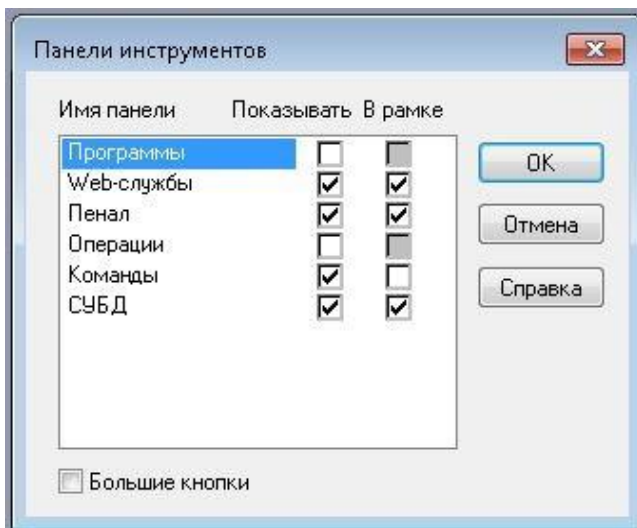 Панели инструментов
Имя панели Показывать В рамке
Программы
Web-службы
Пенал
Операции
Команды
СУБД
OK
Отмена
Справка
Большие кнопки